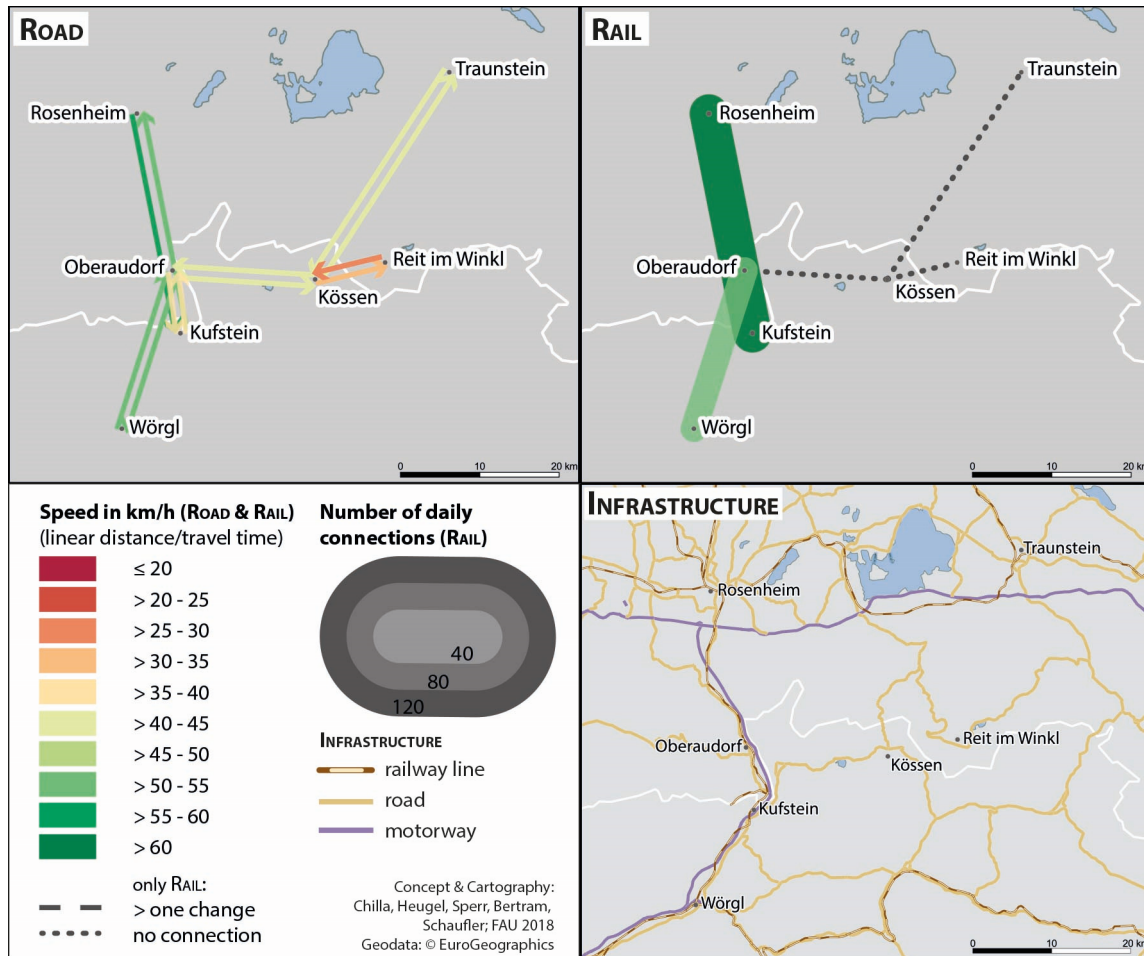 ROAD
Traunstein
Rosenheim
Oberaudorf
Reit im Winkl
Kössen
Kufstein
Wörgl
0 10 20 km
RAIL
Traunstein
Rosenheim
Oberaudorf
Reit im Winkl
Kössen
Kufstein
Wörgl
0 10 20 km
Speed in km/h (ROAD & RAIL)
(linear distance/travel time)
≤ 20
> 20 - 25
> 25 - 30
> 30 - 35
> 35 - 40
> 40 - 45
> 45 - 50
> 50 - 55
> 55 - 60
> 60
only RAIL:
> one change
no connection
Number of daily
connections (RAIL)
40
80
120
INFRASTRUCTURE
railway line
road
motorway
Concept & Cartography:
Chilla, Heugel, Sperr, Bertram,
Schaufler; FAU 2018
Geodata: © EuroGeographics
INFRASTRUCTURE
Traunstein
Rosenheim
Oberaudorf
Reit im Winkl
Kössen
Kufstein
Wörgl
0 10 20 km